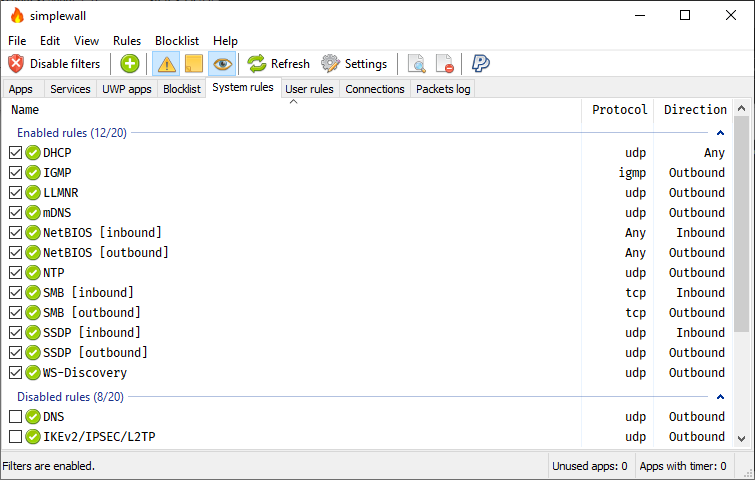 simplewall
File Edit View Rules Blocklist Help
Disable filters Refresh Settings
Apps Services UWP apps Blocklist System rules User rules Connections Packets log
Name Protocol Direction
Enabled rules (12/20)
DHCP udp Any
IGMP igmp Outbound
LLMNR udp Outbound
mDNS udp Outbound
NetBIOS [inbound] Any Inbound
NetBIOS [outbound] Any Outbound
NTP udp Outbound
SMB [inbound] tcp Inbound
SMB [outbound] tcp Outbound
SSDP [inbound] udp Inbound
SSDP [outbound] udp Outbound
WS-Discovery udp Outbound
Disabled rules (8/20)
DNS udp Outbound
IKEv2/IPSEC/L2TP udp Outbound
Filters are enabled. Unused apps: 0 Apps with timer: 0